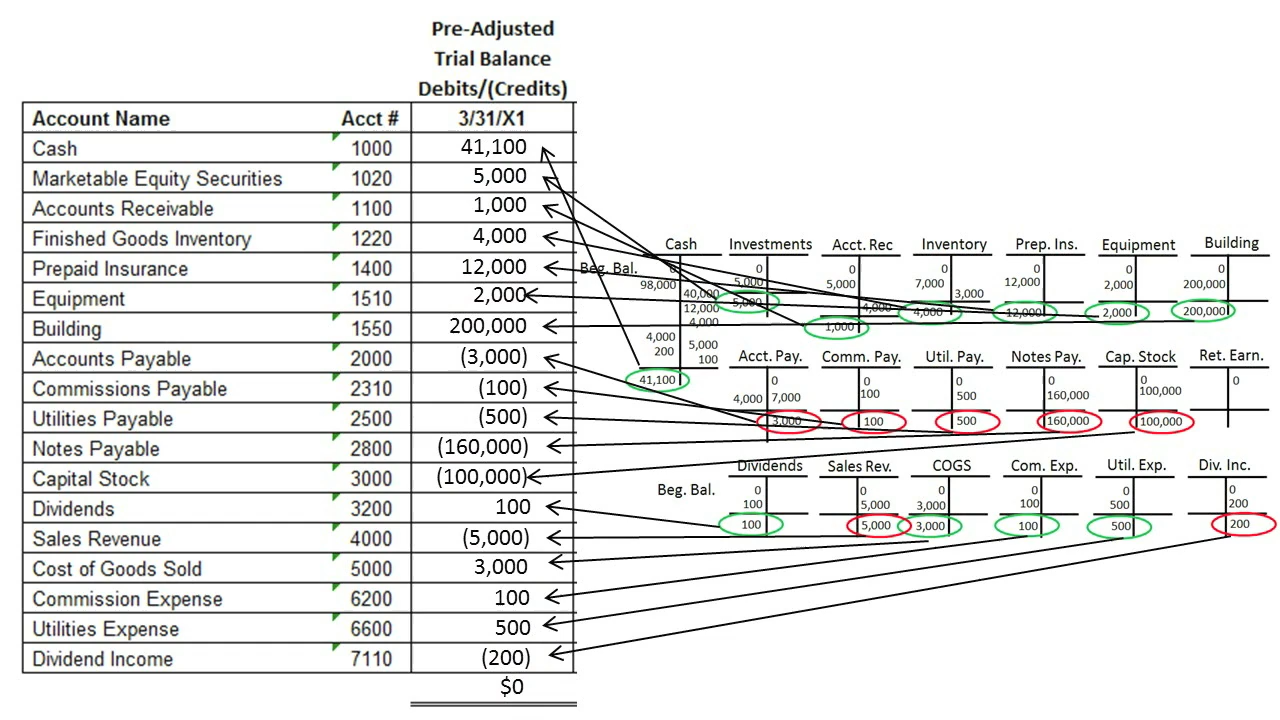 Pre-Adjusted
Trial Balance
Debits/(Credits)
Account Name Acct # 3/31/X1
Cash 1000 41,100
Marketable Equity Securities 1020 5,000
Accounts Receivable 1100 1,000
Finished Goods Inventory 1220 4,000
Prepaid Insurance 1400 12,000
Equipment 1510 2,000
Building 1550 200,000
Accounts Payable 2000 (3,000)
Commissions Payable 2310 (100)
Utilities Payable 2500 (500)
Notes Payable 2800 (160,000)
Capital Stock 3000 (100,000)
Dividends 3200 100
Sales Revenue 4000 (5,000)
Cost of Goods Sold 5000 3,000
Commission Expense 6200 100
Utilities Expense 6600 500
Dividend Income 7110 (200)
$0
Cash Investments Acct. Rec Inventory Prep. Ins. Equipment Building
Beg. Bal. 0 0 0 0 0 0 0
98,000 5,000 5,000 7,000 12,000 2,000 200,000
40,000 3,000
12,000 5,000 4,000 4,000 12,000 2,000 200,000
4,000 1,000
4,000
200 5,000
100
41,100
Acct. Pay. Comm. Pay. Util. Pay. Notes Pay. Cap. Stock Ret. Earn.
0 0 0 0 0 0
4,000 7,000 100 500 160,000 100,000
3,000 100 500 160,000 100,000
Dividends Sales Rev. COGS Com. Exp. Util. Exp. Div. Inc.
Beg. Bal. 0 0 0 0 0 0
100 5,000 3,000 100 500 200
100 5,000 3,000 100 500 200